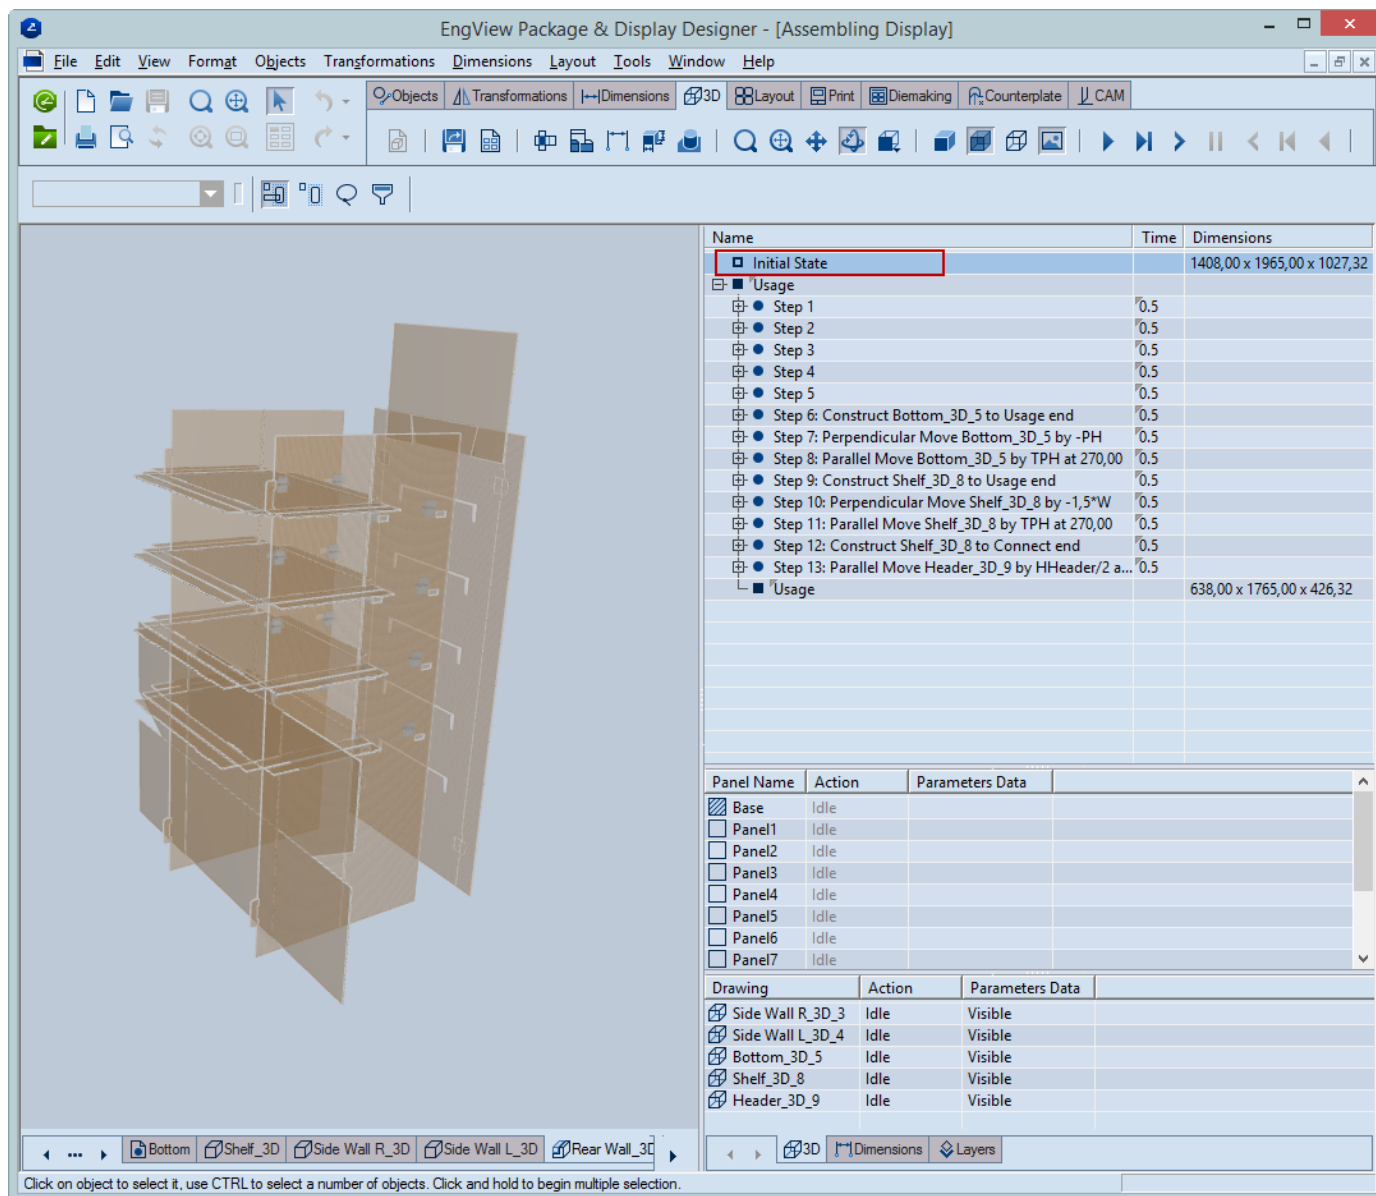 EngView Package & Display Designer - [Assembling Display]
File Edit View Format Objects Transformations Dimensions Layout Tools Window Help
Objects Transformations Dimensions 3D Layout Print Diemaking Counterplate CAM
Name Time Dimensions
Initial State 1408,00 x 1965,00 x 1027,32
Usage
Step 1 0.5
Step 2 0.5
Step 3 0.5
Step 4 0.5
Step 5 0.5
Step 6: Construct Bottom_3D_5 to Usage end 0.5
Step 7: Perpendicular Move Bottom_3D_5 by -PH 0.5
Step 8: Parallel Move Bottom_3D_5 by TPH at 270,00 0.5
Step 9: Construct Shelf_3D_8 to Usage end 0.5
Step 10: Perpendicular Move Shelf_3D_8 by -1,5*W 0.5
Step 11: Parallel Move Shelf_3D_8 by TPH at 270,00 0.5
Step 12: Construct Shelf_3D_8 to Connect end 0.5
Step 13: Parallel Move Header_3D_9 by HHeader/2 a... 0.5
Usage 638,00 x 1765,00 x 426,32
Panel Name Action Parameters Data
Base Idle
Panel1 Idle
Panel2 Idle
Panel3 Idle
Panel4 Idle
Panel5 Idle
Panel6 Idle
Panel7 Idle
Drawing Action Parameters Data
Side Wall R_3D_3 Idle Visible
Side Wall L_3D_4 Idle Visible
Bottom_3D_5 Idle Visible
Shelf_3D_8 Idle Visible
Header_3D_9 Idle Visible
Bottom Shelf_3D Side Wall R_3D Side Wall L_3D Rear Wall_3D
3D Dimensions Layers
Click on object to select it, use CTRL to select a number of objects. Click and hold to begin multiple selection.